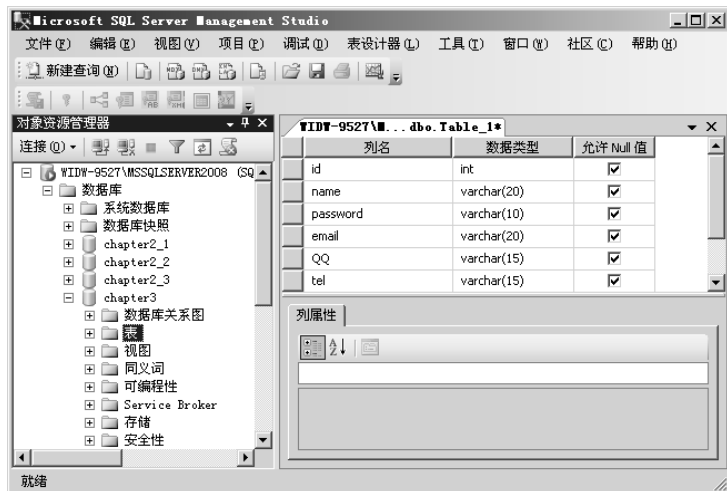 Microsoft SQL Server Management Studio
文件(F) 编辑(E) 视图(V) 项目(P) 调试(D) 表设计器(L) 工具(T) 窗口(W) 社区(C) 帮助(H)
新建查询(N)
对象资源管理器
连接(O)
WIDW-9527\MSSQLSERVER2008 (SQ
数据库
系统数据库
数据库快照
chapter2_1
chapter2_2
chapter2_3
chapter3
数据库关系图
表
视图
同义词
可编程性
Service Broker
存储
安全性
WIDW-9527\M...dbo.Table_1*
列名 数据类型 允许 Null 值
id int
name varchar(20)
password varchar(10)
email varchar(20)
QQ varchar(15)
tel varchar(15)
列属性
就绪